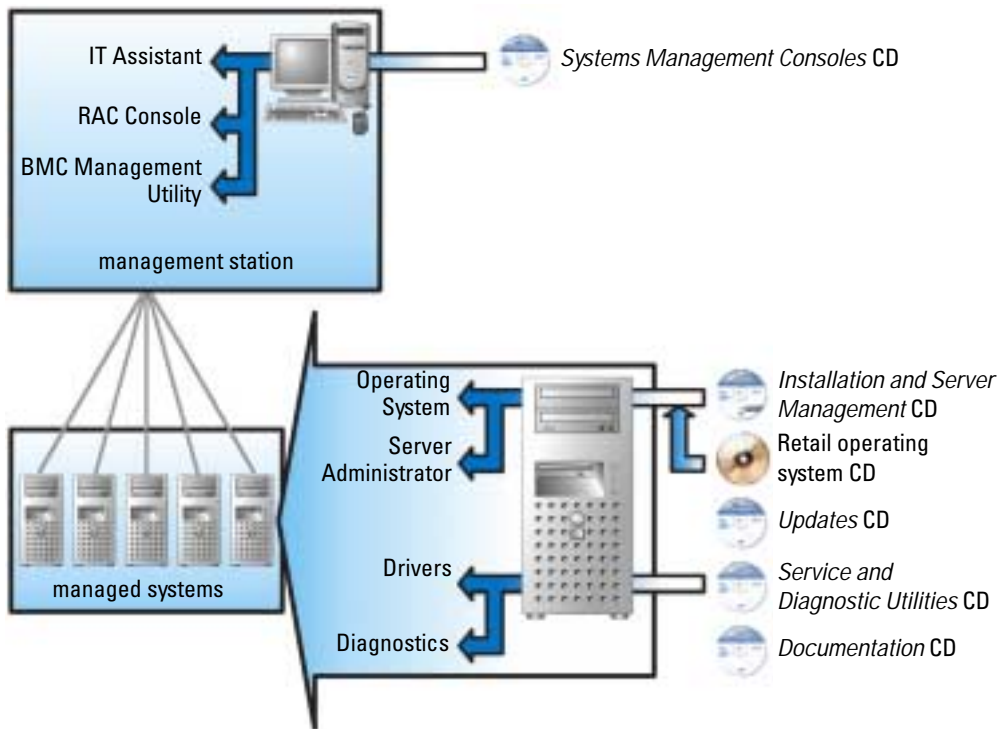 IT Assistant
RAC Console
BMC Management
Utility
management station
Systems Management Consoles CD
Operating
System
Server
Administrator
Drivers
Diagnostics
managed systems
Installation and Server
Management CD
Retail operating
system CD
Updates CD
Service and
Diagnostic Utilities CD
Documentation CD